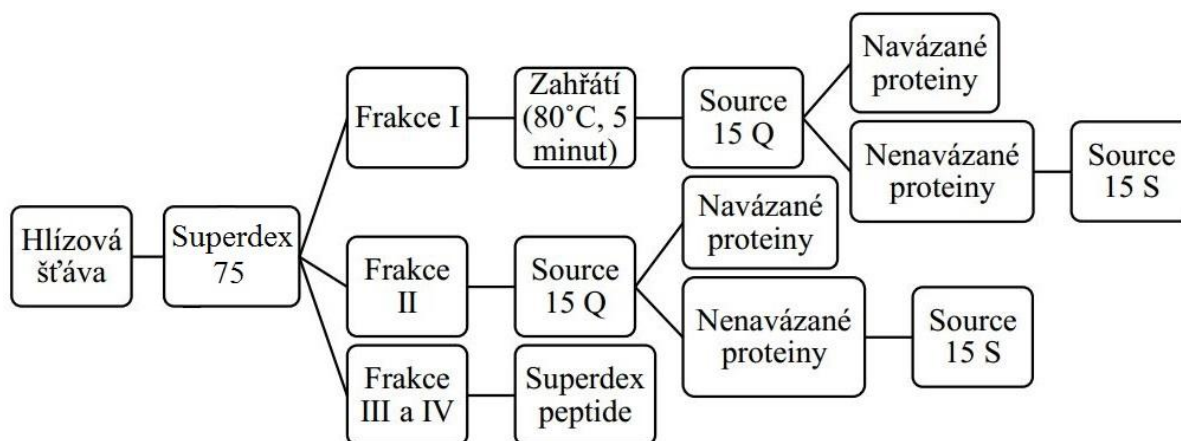 Hlízová
šťáva
Superdex
75
Frakce I
Zahřátí
(80˚C, 5
minut)
Source
15 Q
Navázané
proteiny
Nenavázané
proteiny
Source
15 S
Frakce
II
Source
15 Q
Navázané
proteiny
Nenavázané
proteiny
Source
15 S
Frakce
III a IV
Superdex
peptide